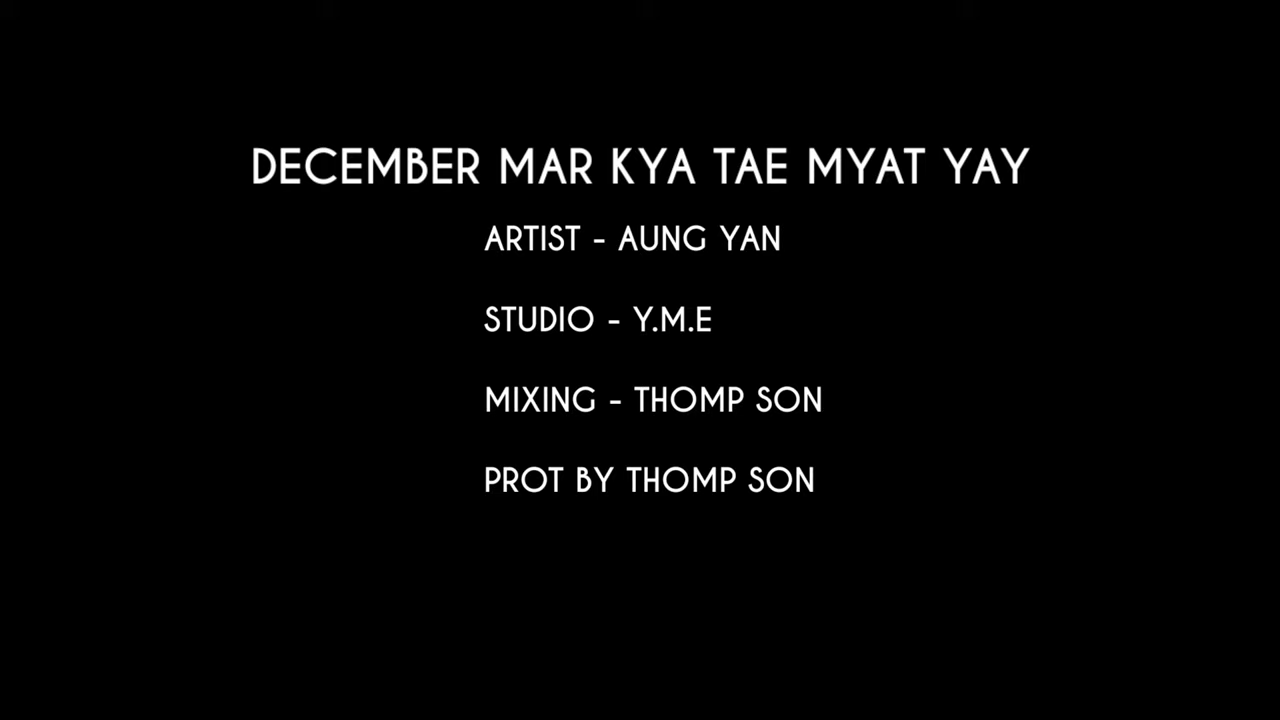 DECEMBER MAR KYA TAE MYAT YAY
ARTIST - AUNG YAN
STUDIO - Y.M.E
MIXING - THOMP SON
PROT BY THOMP SON